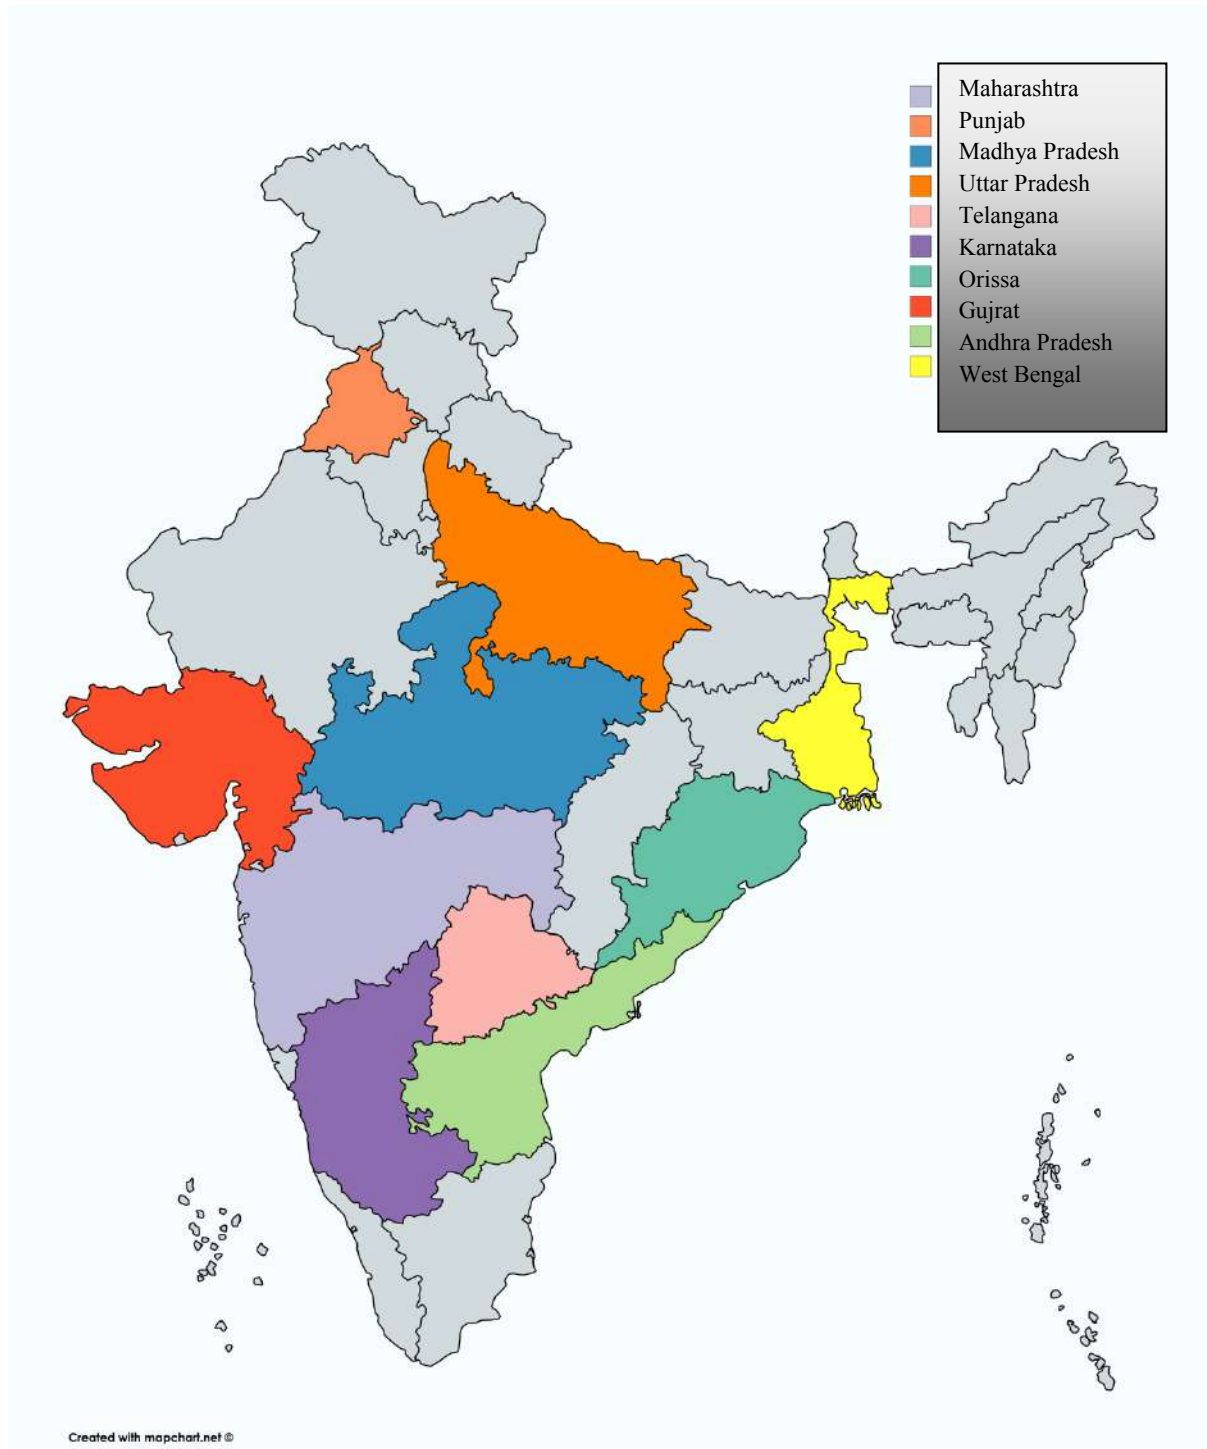 Maharashtra
Punjab
Madhya Pradesh
Uttar Pradesh
Telangana
Karnataka
Orissa
Gujrat
Andhra Pradesh
West Bengal
Created with mapchart.net ©